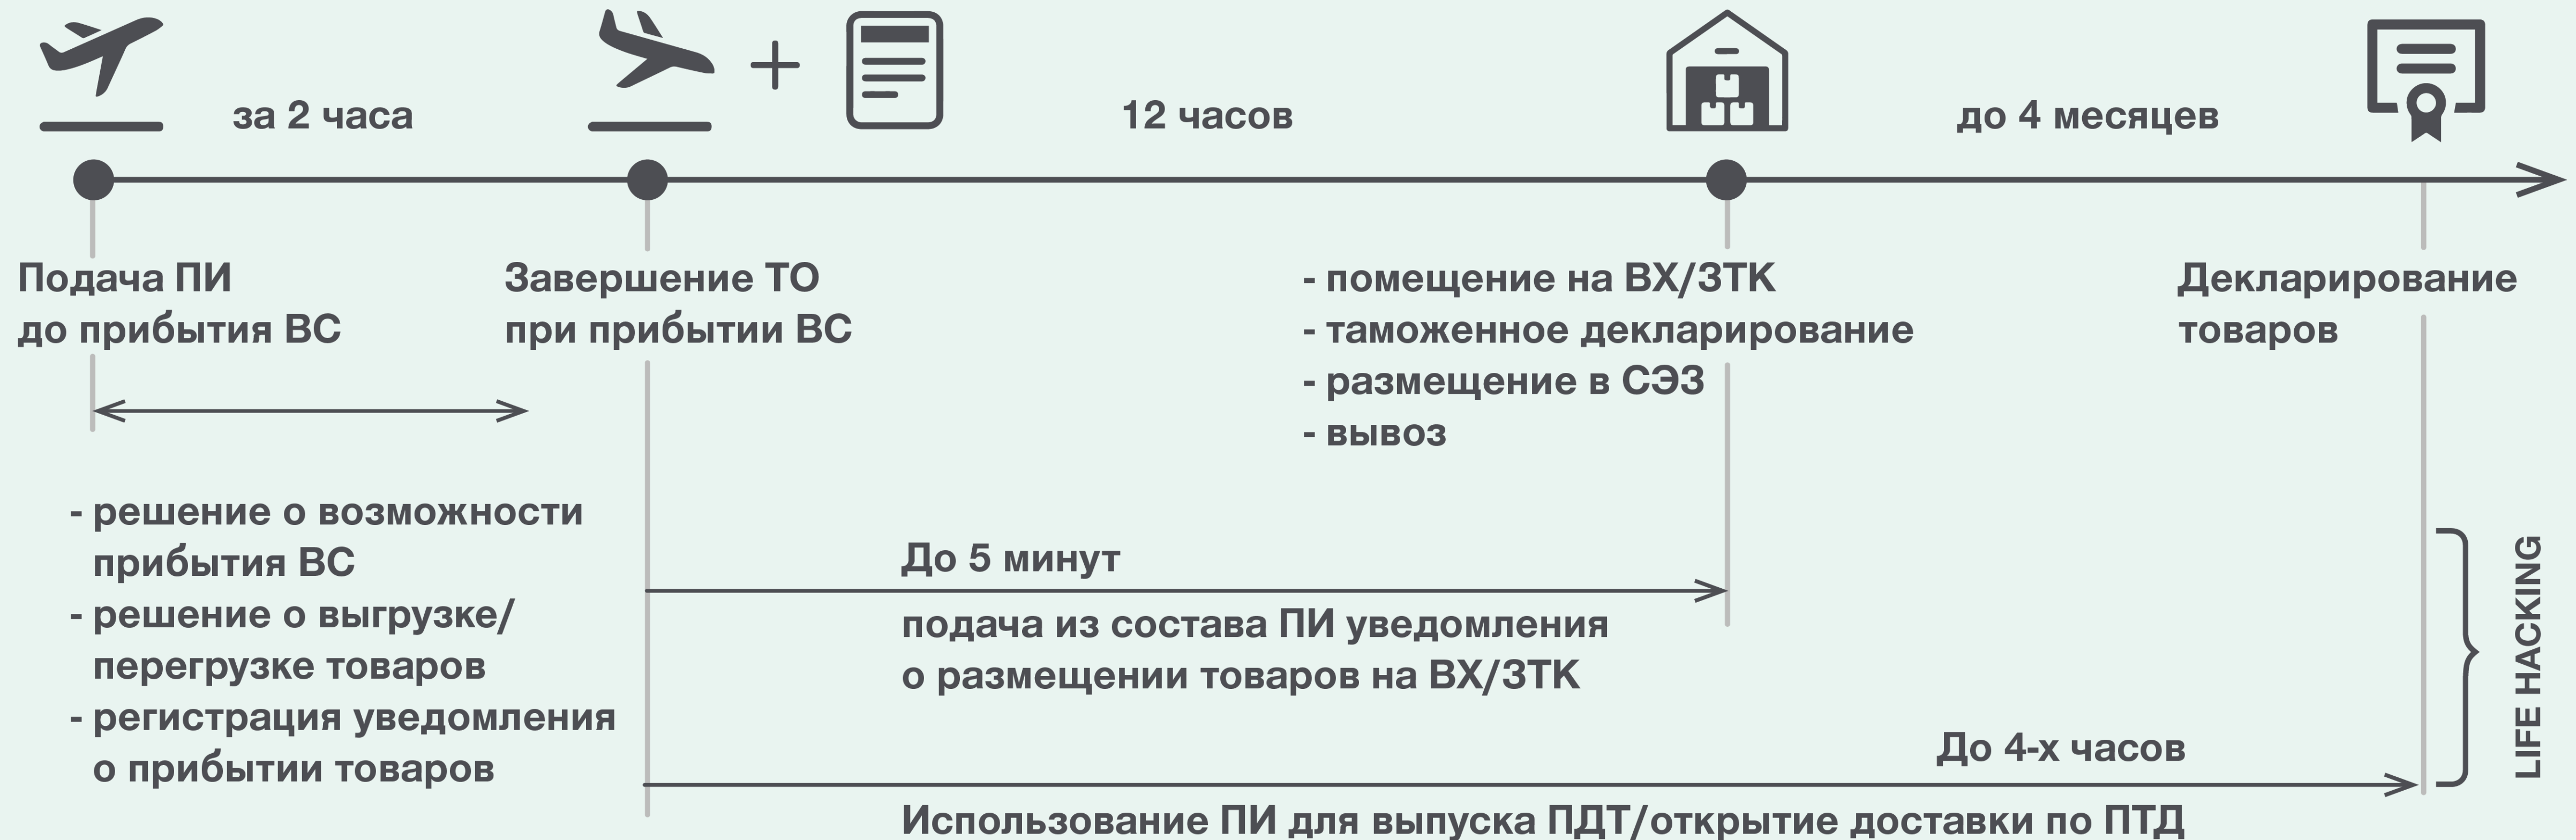 за 2 часа
12 часов
до 4 месяцев
Подача ПИ
до прибытия ВС
Завершение ТО
при прибытии ВС
- помещение на ВХ/ЗТК
- таможенное декларирование
- размещение в СЭЗ
- вывоз
Декларирование
товаров
- решение о возможности
прибытия ВС
- решение о выгрузке/
перегрузке товаров
- регистрация уведомления
о прибытии товаров
До 5 минут
подача из состава ПИ уведомления
о размещении товаров на ВХ/ЗТК
До 4-х часов
Использование ПИ для выпуска ПДТ/открытие доставки по ПТД
LIFE HACKING